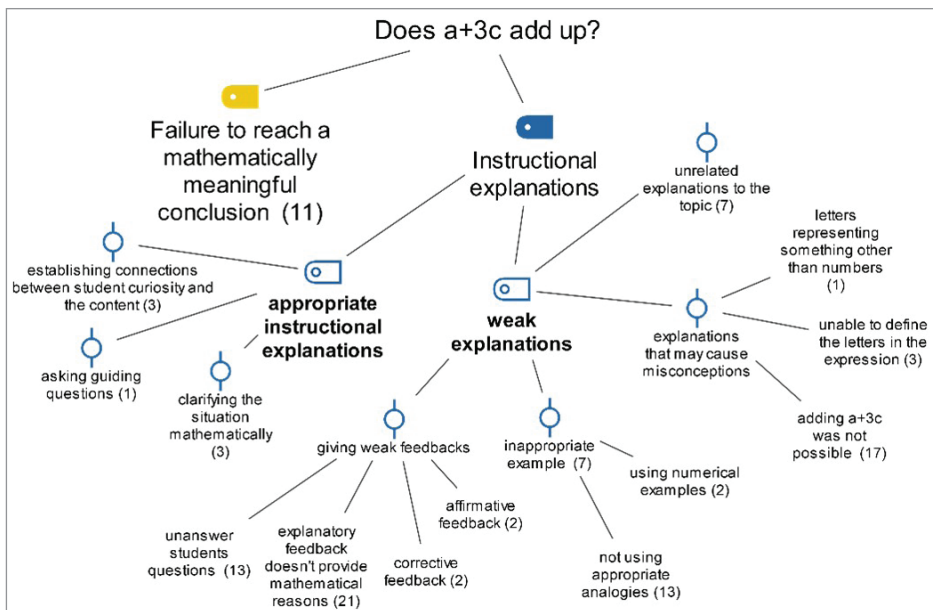 Does a+3c add up?
Failure to reach a
mathematically
meaningful
conclusion (11)
Instructional
explanations
unrelated
explanations to the
topic (7)
letters
representing
something other
than numbers
(1)
establishing connections
between student curiosity and
the content (3)
appropriate
instructional
explanations
weak
explanations
explanations
that may cause
misconceptions
unable to define
the letters in the
expression (3)
asking guiding
questions (1)
clarifying the
situation
mathematically
(3)
adding a+3c
was not
possible (17)
giving weak feedbacks
inappropriate
example (7)
using numerical
examples (2)
affirmative
feedback (2)
unanswer
students
questions (13)
explanatory
feedback
doesn't provide
mathematical
reasons (21)
corrective
feedback (2)
not using
appropriate
analogies (13)